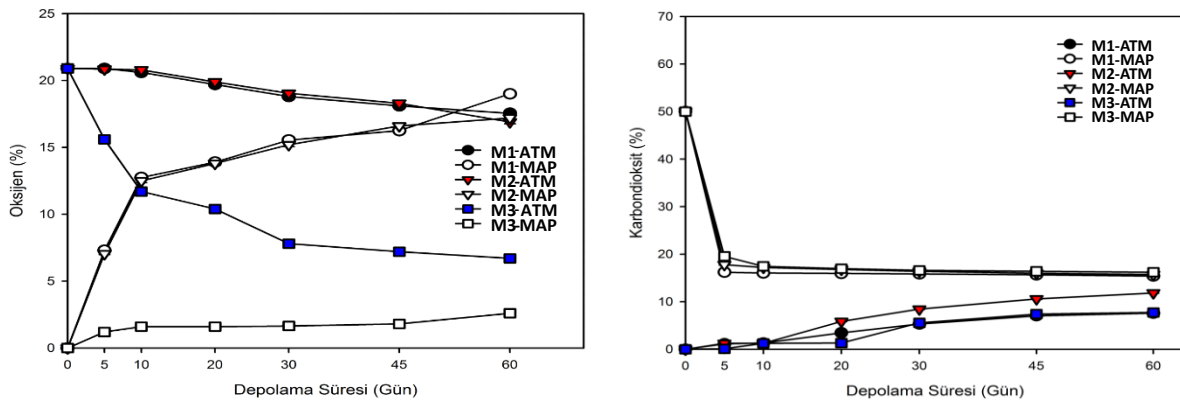 25
20
15
10
5
0
Oksijen (%)
M1-ATM
M1-MAP
M2-ATM
M2-MAP
M3-ATM
M3-MAP
0 5 10 20 30 45 60
Depolama Süresi (Gün)
70
60
50
40
30
20
10
0
Karbondioksit (%)
M1-ATM
M1-MAP
M2-ATM
M2-MAP
M3-ATM
M3-MAP
0 5 10 20 30 45 60
Depolama Süresi (Gün)